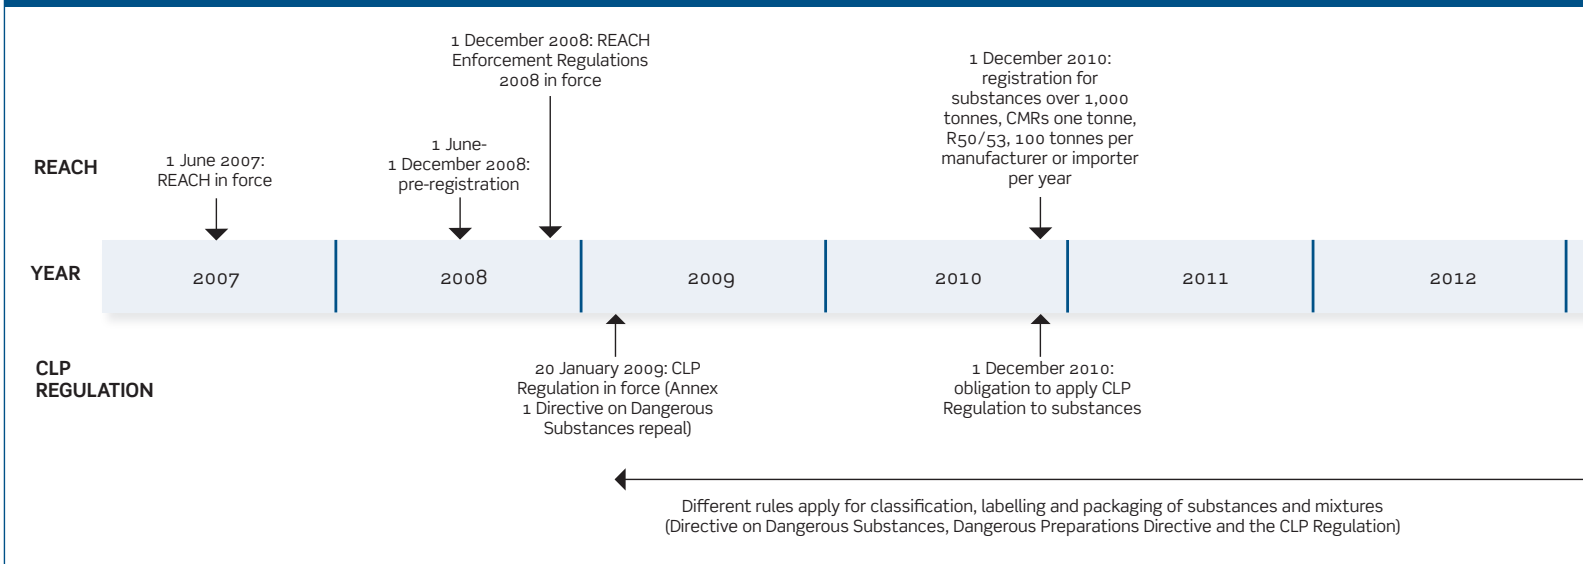 1 December 2008: REACH
Enforcement Regulations
2008 in force
1 December 2010:
registration for
substances over 1,000
tonnes, CMRs one tonne,
R50/53, 100 tonnes per
manufacturer or importer
per year
1 June-
1 December 2008:
pre-registration
REACH
1 June 2007:
REACH in force
YEAR
2007
2008
2009
2010
2011
2012
CLP
REGULATION
20 January 2009: CLP
Regulation in force (Annex
1 Directive on Dangerous
Substances repeal)
1 December 2010:
obligation to apply CLP
Regulation to substances
Different rules apply for classification, labelling and packaging of substances and mixtures
(Directive on Dangerous Substances, Dangerous Preparations Directive and the CLP Regulation)